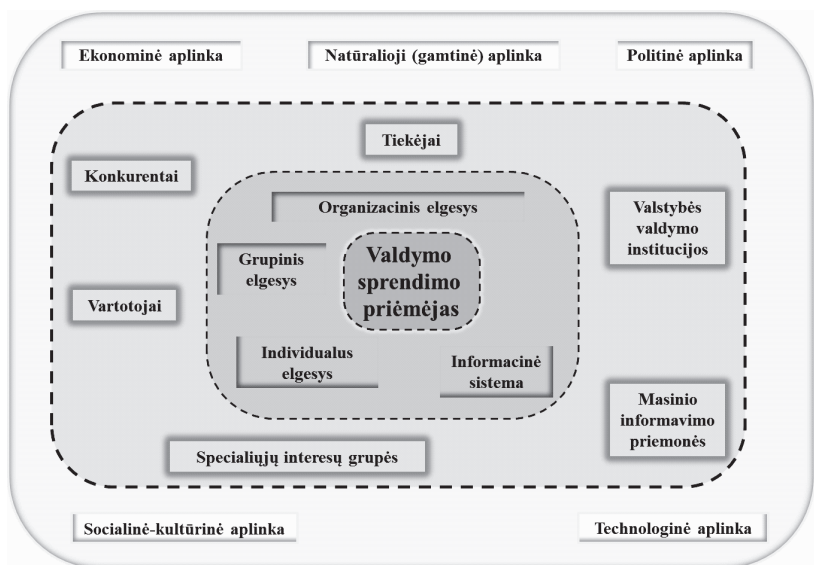 Ekonominė aplinka
Natūralioji (gamtinė) aplinka
Politinė aplinka
Tiekėjai
Konkurentai
Organizacinis elgesys
Valstybės
valdymo
institucijos
Grupinis
elgesys
Valdymo
sprendimo
priėmėjas
Vartotojai
Individualus
elgesys
Informacinė
sistema
Masinio
informavimo
priemonės
Specialiųjų interesų grupės
Socialinė-kultūrinė aplinka
Technologinė aplinka